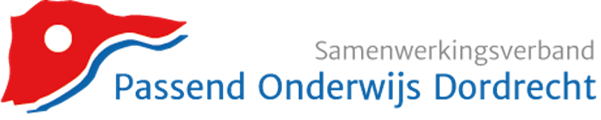 Samenwerkingsverband
Passend Onderwijs Dordrecht